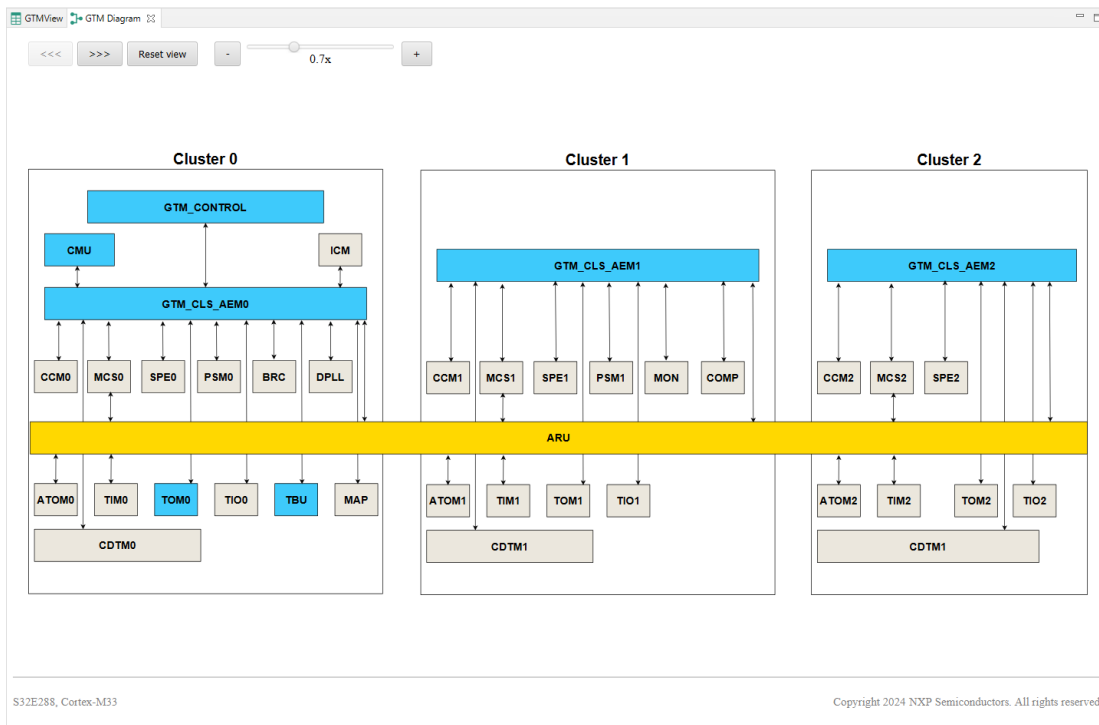 GTMView GTM Diagram
<<< >>> Reset view - 0.7x +
Cluster 0 Cluster 1 Cluster 2
GTM_CONTROL
CMU ICM
GTM_CLS_AEM1 GTM_CLS_AEM2
GTM_CLS_AEM0
CCM0 MCS0 SPE0 PSM0 BRC DPLL CCM1 MCS1 SPE1 PSM1 MON COMP CCM2 MCS2 SPE2
ARU
ATOM0 TIM0 TOM0 TIO0 TBU MAP ATOM1 TIM1 TOM1 TIO1 ATOM2 TIM2 TOM2 TIO2
CDTM0 CDTM1 CDTM1
S32E288, Cortex-M33 Copyright 2024 NXP Semiconductors. All rights reserved